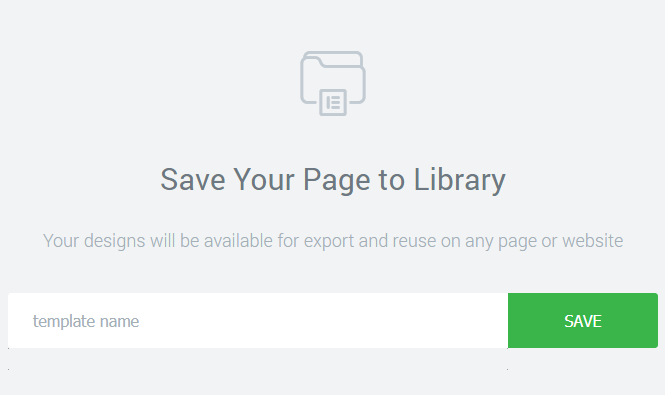 Save Your Page to Library
Your designs will be available for export and reuse on any page or website
template name
SAVE